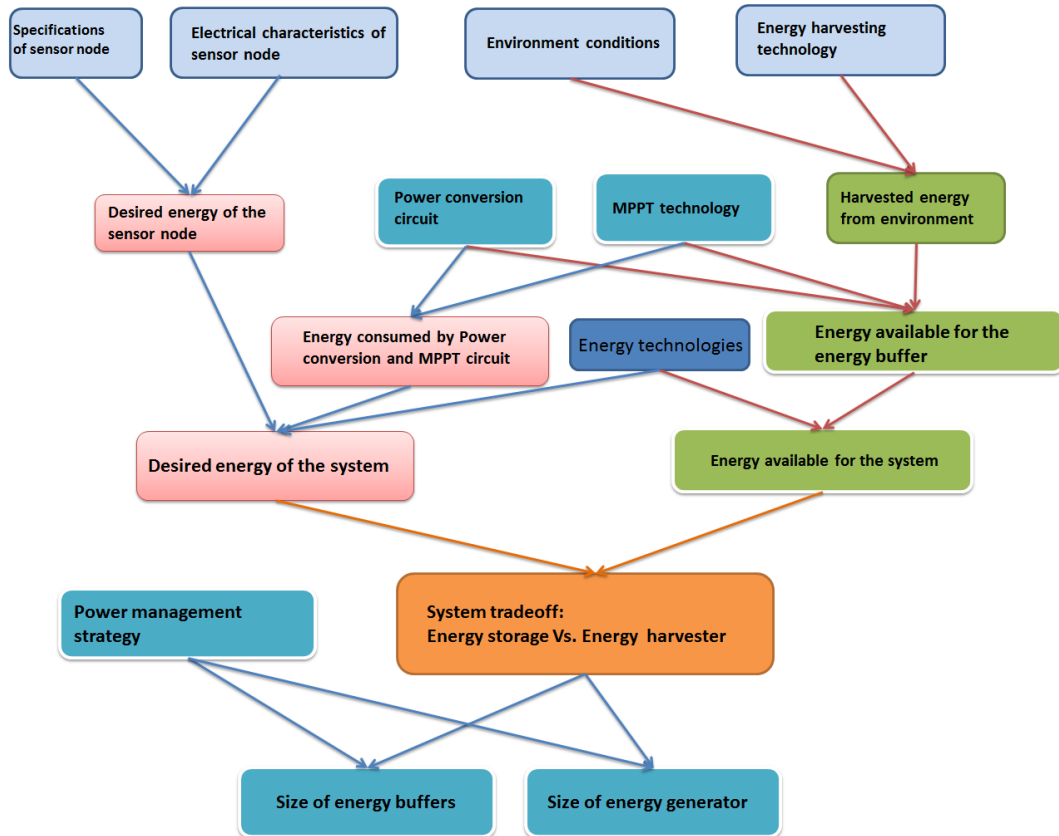 Specifications
of sensor node
Electrical characteristics of
sensor node
Environment conditions
Energy harvesting
technology
Desired energy of the
sensor node
Power conversion
circuit
MPPT technology
Harvested energy
from environment
Energy consumed by Power
conversion and MPPT circuit
Energy technologies
Energy available for the
energy buffer
Desired energy of the system
Energy available for the system
Power management
strategy
System tradeoff:
Energy storage Vs. Energy harvester
Size of energy buffers
Size of energy generator